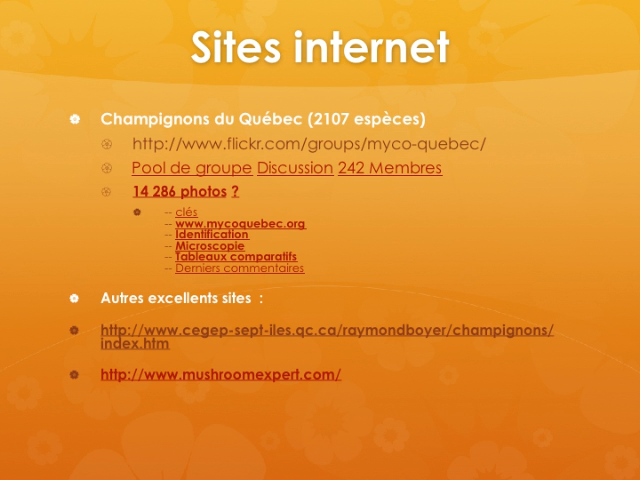 Sites internet
Champignons du Québec (2107 espèces)
http://www.flickr.com/groups/myco-quebec/
Pool de groupe Discussion 242 Membres
14 286 photos ?
-- clés
-- www.mycoquebec.org
-- Identification
-- Microscopie
-- Tableaux comparatifs
-- Derniers commentaires
Autres excellents sites :
http://www.cegep-sept-iles.qc.ca/raymondboyer/champignons/
index.htm
http://www.mushroomexpert.com/